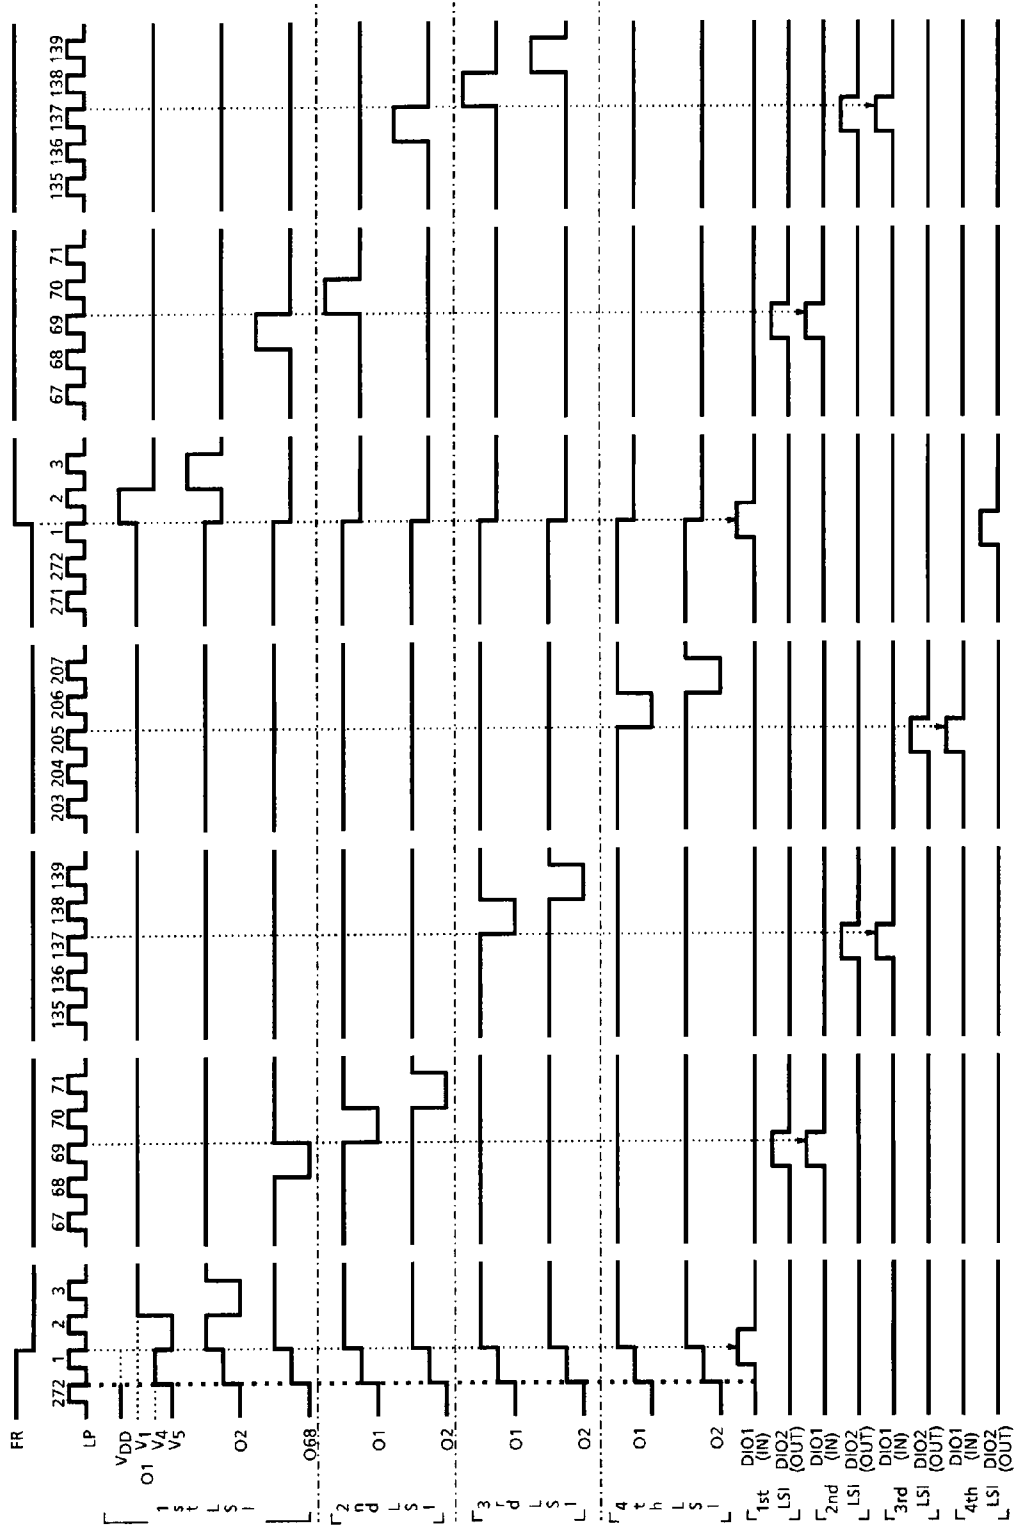 FR
LP
272 1 2 3
67 68 69 70 71
135 136 137 138 139
203 204 205 206 207
271 272 1 2 3
67 68 69 70 71
135 136 137 138 139
1st LSI
VDD
V1
V4
V5
O1
O2
O68
2nd LSI
O1
O2
3rd LSI
O1
O2
4th LSI
O1
O2
1st LSI
DIO1 (IN)
DIO2 (OUT)
2nd LSI
DIO1 (IN)
DIO2 (OUT)
3rd LSI
DIO1 (IN)
DIO2 (OUT)
4th LSI
DIO1 (IN)
DIO2 (OUT)